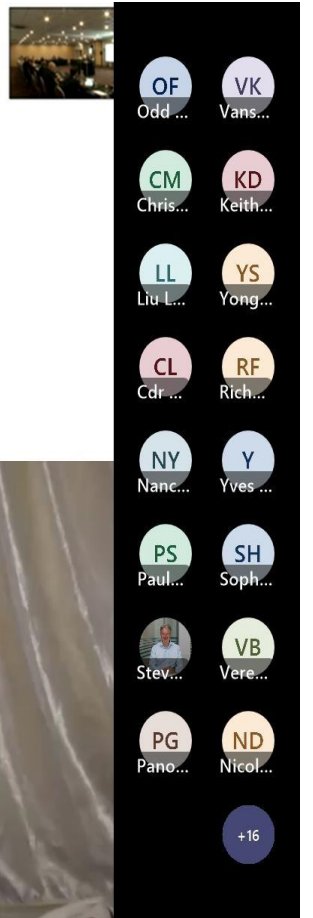 OF VK
Odd ... Vans...
CM KD
Chris... Keith...
LL YS
Liu L... Yong...
CL RF
Cdr ... Rich...
NY Y
Nanc... Yves ...
PS SH
Paul... Soph...
VB
Stev... Vere...
PG ND
Pano... Nicol...
+16